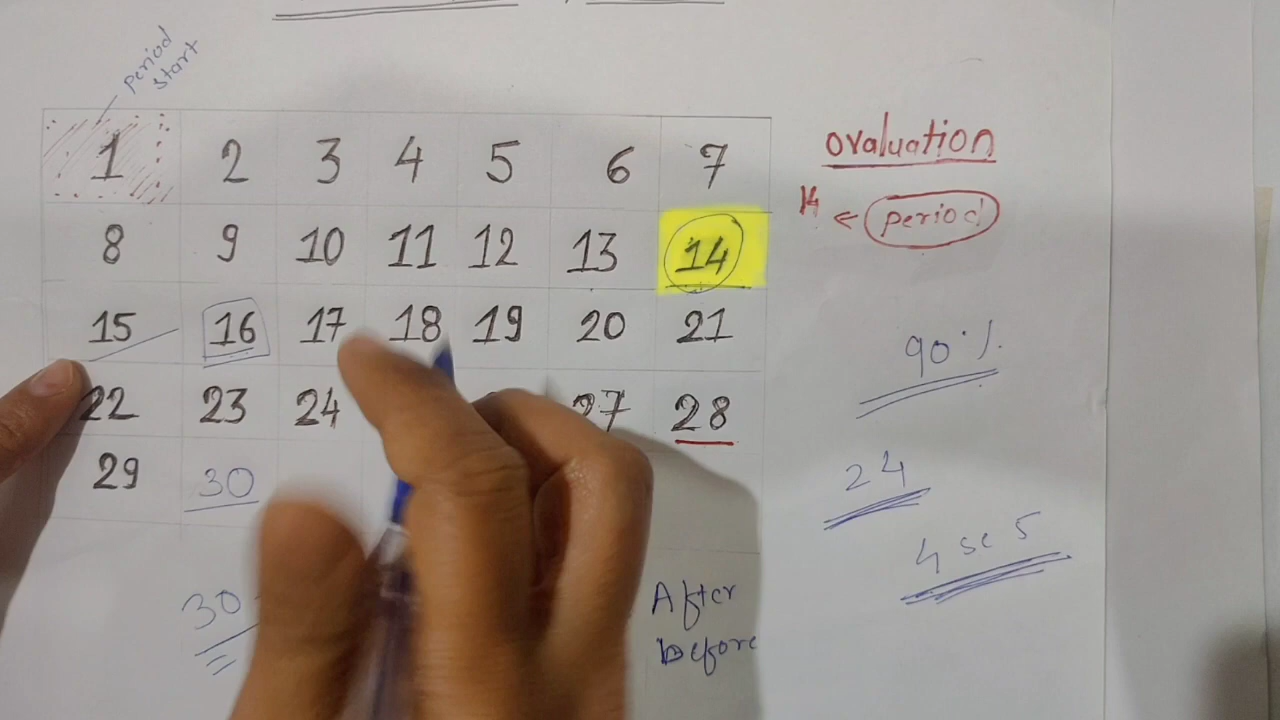 period
start
1 2 3 4 5 6 7
8 9 10 11 12 13 14
15 16 17 18 19 20 21
22 23 24 27 28
29 30
ovaluation
14 ← period
90%
24
4 se 5
30
After
before